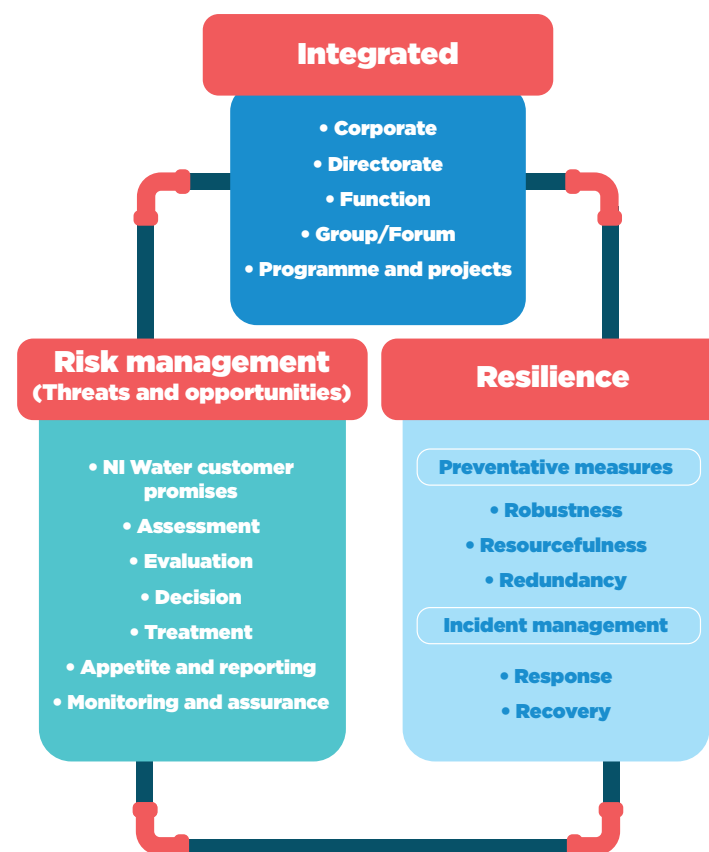 Integrated
• Corporate
• Directorate
• Function
• Group/Forum
• Programme and projects
Risk management
(Threats and opportunities)
• NI Water customer
promises
• Assessment
• Evaluation
• Decision
• Treatment
• Appetite and reporting
• Monitoring and assurance
Resilience
Preventative measures
• Robustness
• Resourcefulness
• Redundancy
Incident management
• Response
• Recovery